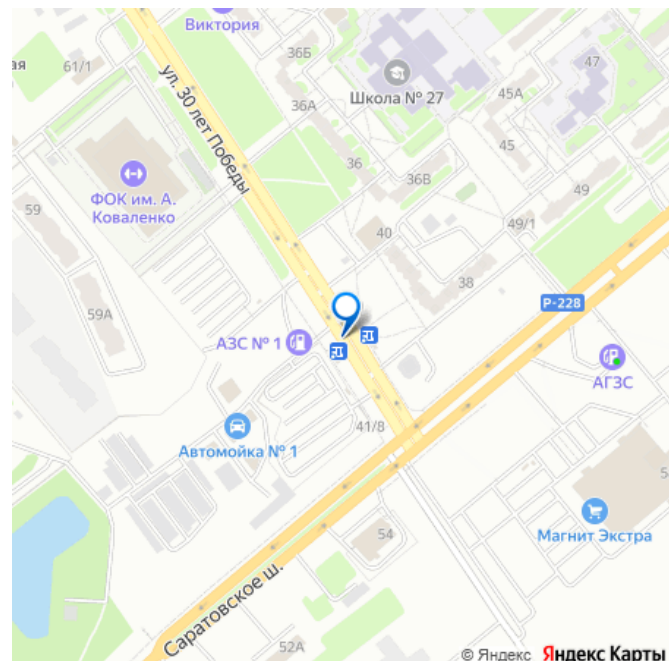 Виктория
36Б
47
ая
61/1
Школа № 27
45А
36А
ул. 30 лет Победы
36
45
36В
49
ФОК им. А.
Коваленко
59
49/1
40
38
Р-228
59А
АЗС № 1
АГЗС
41/8
Автомойка № 1
Магнит Экстра
54
Саратовское ш.
52А
© Яндекс Яндекс Карты